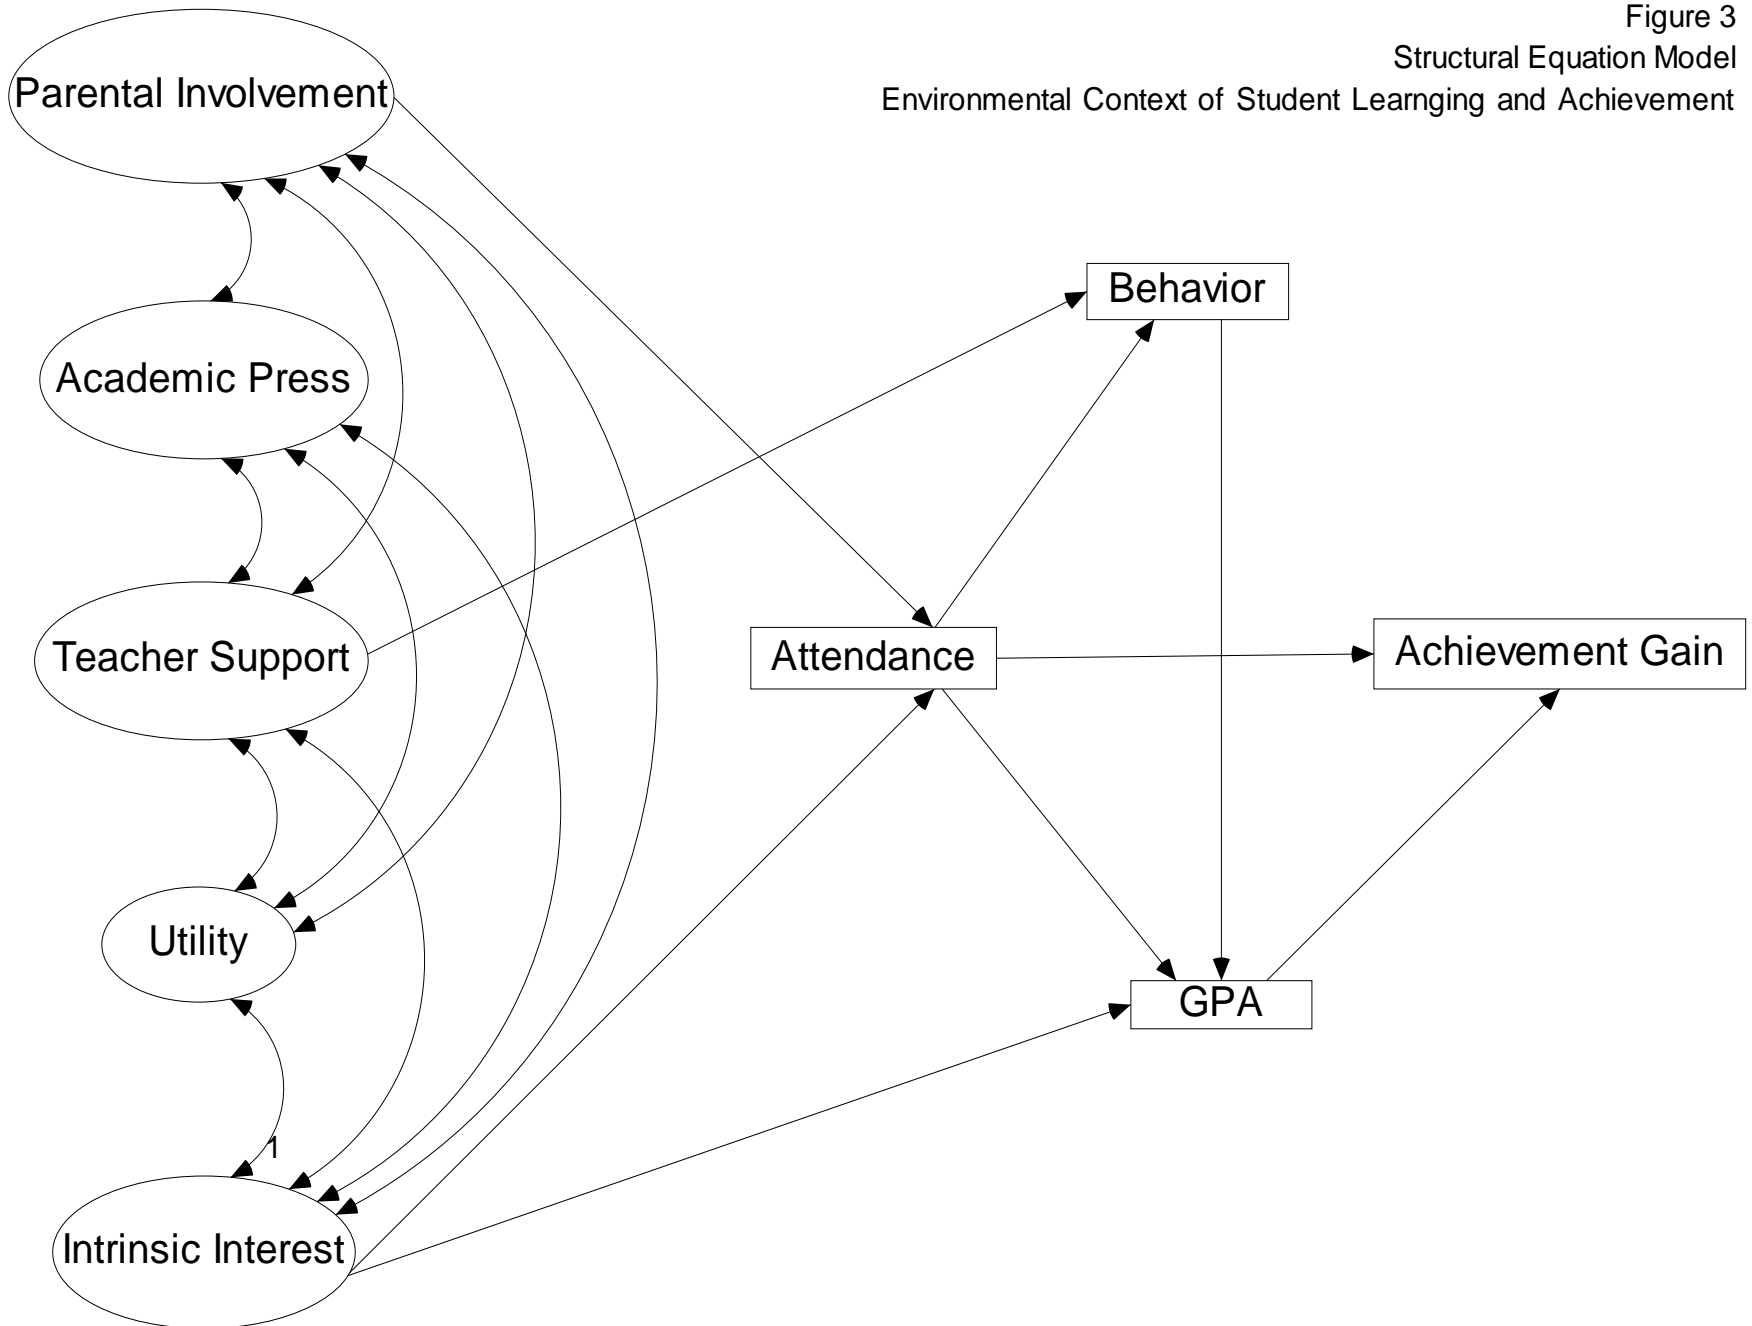 Figure 3
Structural Equation Model
Environmental Context of Student Learnging and Achievement
Parental Involvement
Behavior
Academic Press
Teacher Support
Attendance
Achievement Gain
Utility
GPA
1
Intrinsic Interest